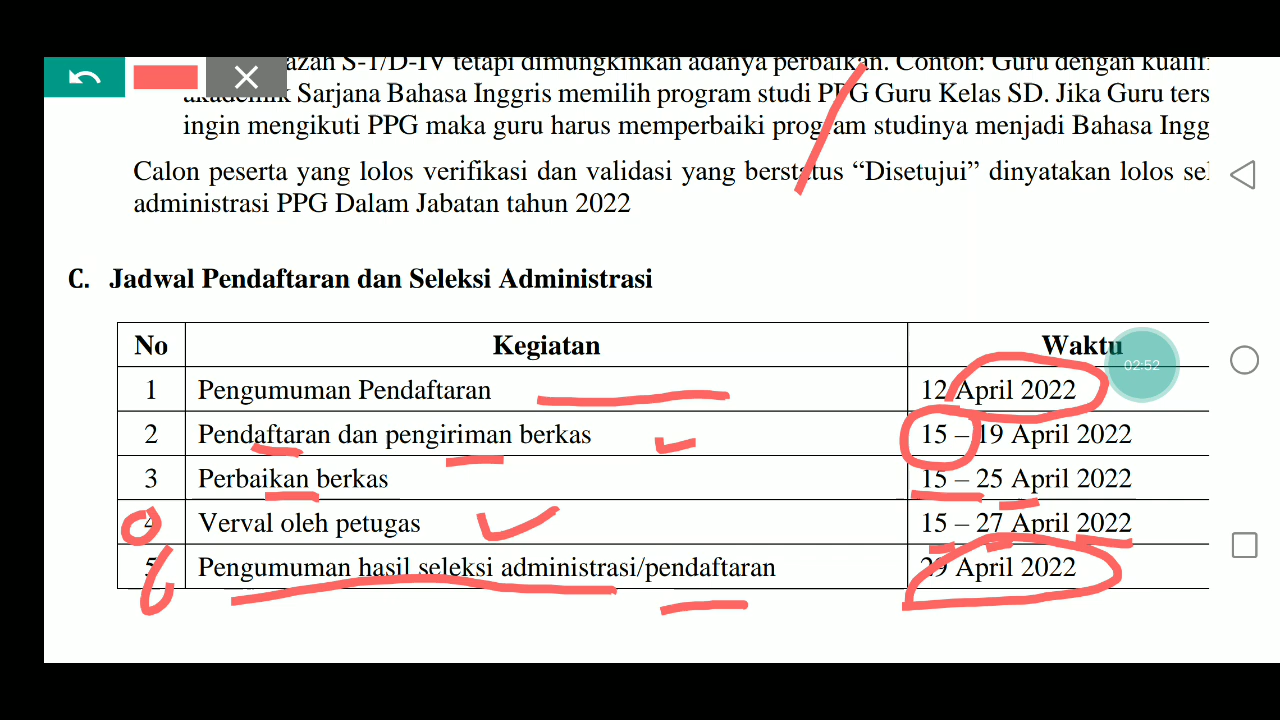 S-1/D-IV tetapi dimungkinkan adanya perbaikan. Contoh: Guru dengan
akademik Sarjana Bahasa Inggris memilih program studi PPG Guru Kelas SD. Jika Guru ters
ingin mengikuti PPG maka guru harus memperbaiki program studinya menjadi Bahasa Ingg
Calon peserta yang lolos verifikasi dan validasi yang berstatus “Disetujui” dinyatakan lolos sel
administrasi PPG Dalam Jabatan tahun 2022
C. Jadwal Pendaftaran dan Seleksi Administrasi
No Kegiatan Waktu
02:52
1 Pengumuman Pendaftaran 12 April 2022
2 Pendaftaran dan pengiriman berkas 15 – 19 April 2022
3 Perbaikan berkas 15 – 25 April 2022
4 Verval oleh petugas 15 – 27 April 2022
5 Pengumuman hasil seleksi administrasi/pendaftaran 29 April 2022